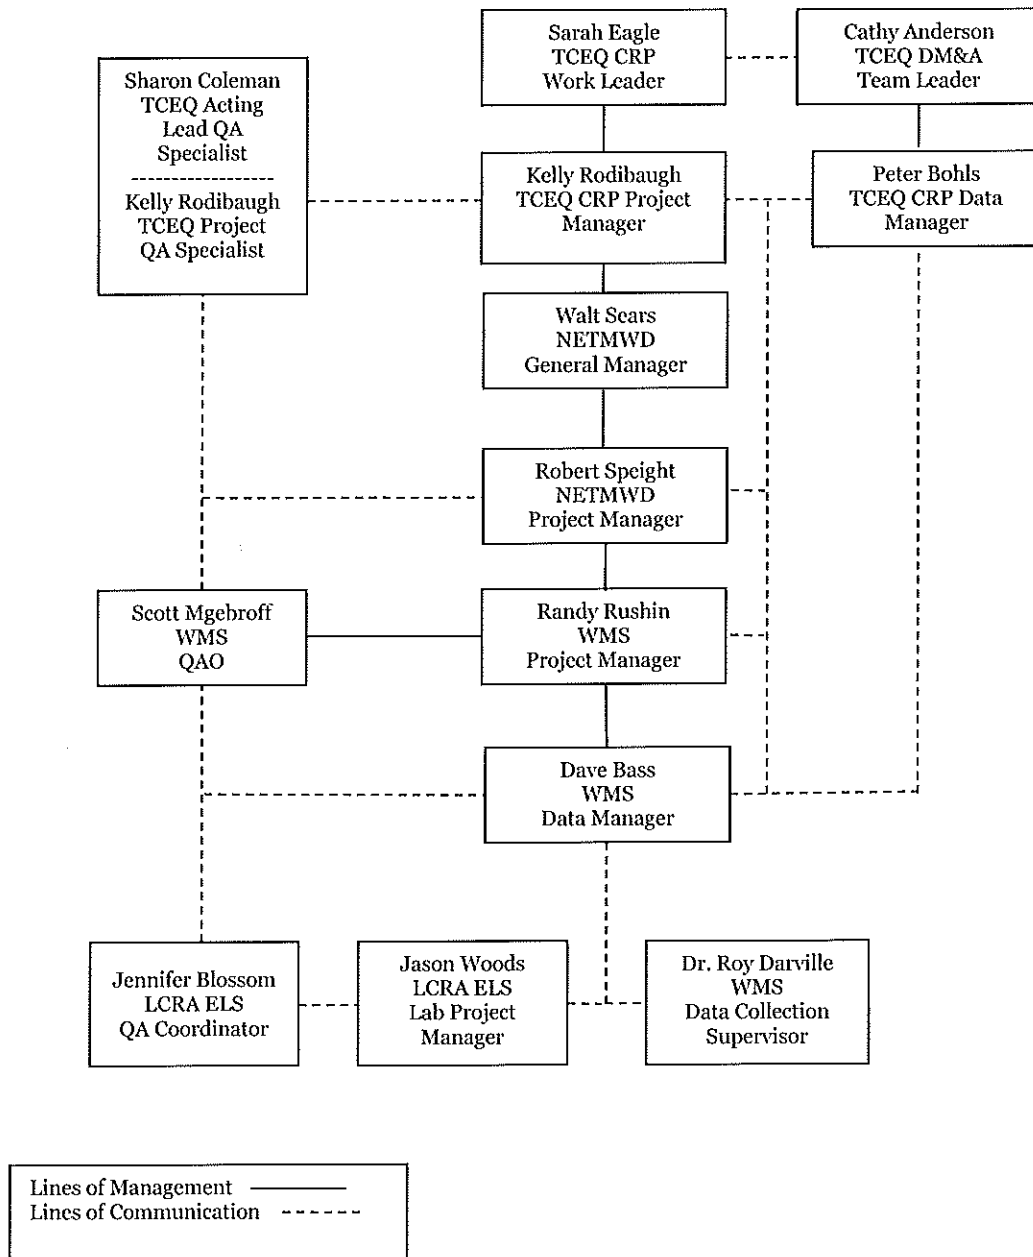 Sarah Eagle
TCEQ CRP
Work Leader
Cathy Anderson
TCEQ DM&A
Team Leader
Sharon Coleman
TCEQ Acting
Lead QA
Specialist
Kelly Rodibaugh
TCEQ Project
QA Specialist
Kelly Rodibaugh
TCEQ CRP Project
Manager
Peter Bohls
TCEQ CRP Data
Manager
Walt Sears
NETMWD
General Manager
Robert Speight
NETMWD
Project Manager
Scott Mgebroff
WMS
QAO
Randy Rushin
WMS
Project Manager
Dave Bass
WMS
Data Manager
Jennifer Blossom
LCRA ELS
QA Coordinator
Jason Woods
LCRA ELS
Lab Project
Manager
Dr. Roy Darville
WMS
Data Collection
Supervisor
Lines of Management
Lines of Communication